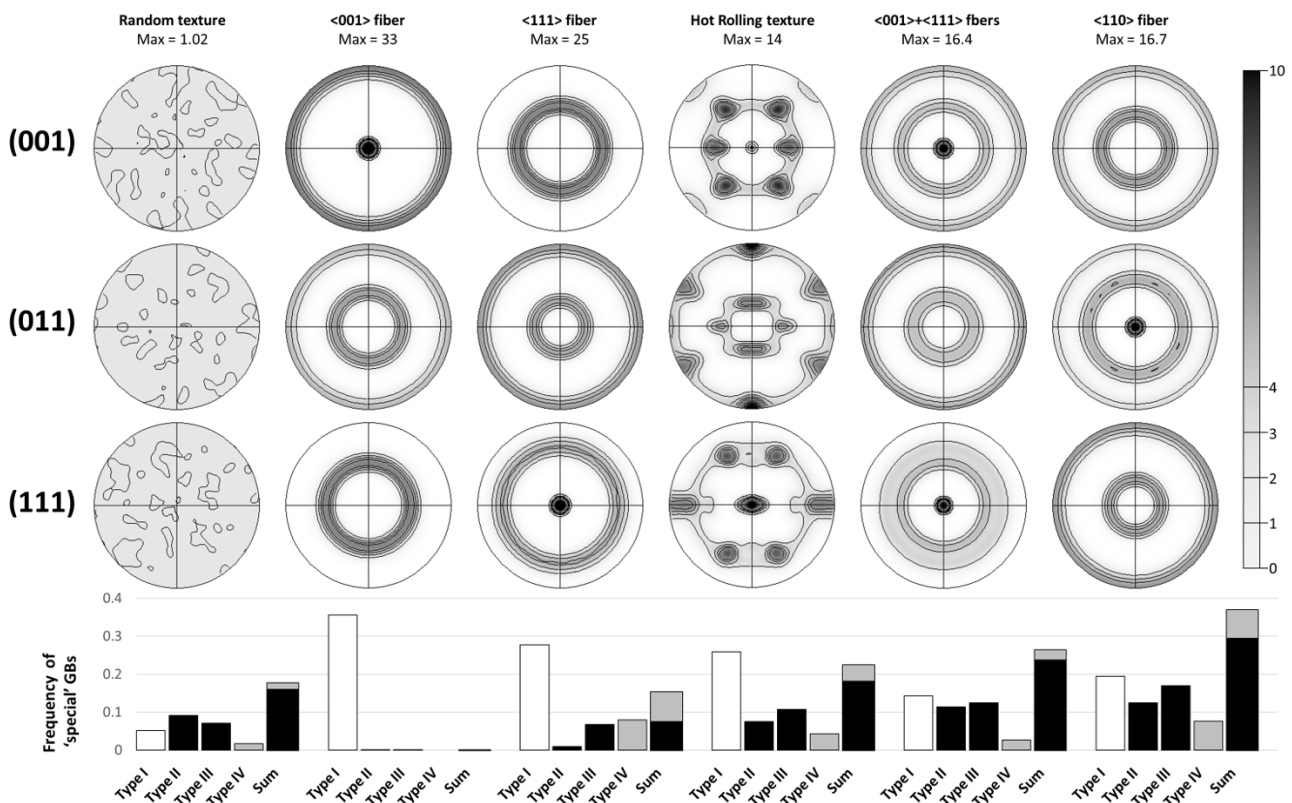 Random texture
Max = 1.02
<001> fiber
Max = 33
<111> fiber
Max = 25
Hot Rolling texture
Max = 14
<001>+<111> fbers
Max = 16.4
<110> fiber
Max = 16.7
(001)
(011)
(111)
10
4
3
2
1
0
Frequency of
'special' GBs
0.4
0.3
0.2
0.1
0
Type I
Type II
Type III
Type IV
Sum
Type I
Type II
Type III
Type IV
Sum
Type I
Type II
Type III
Type IV
Sum
Type I
Type II
Type III
Type IV
Sum
Type I
Type II
Type III
Type IV
Sum
Type I
Type II
Type III
Type IV
Sum